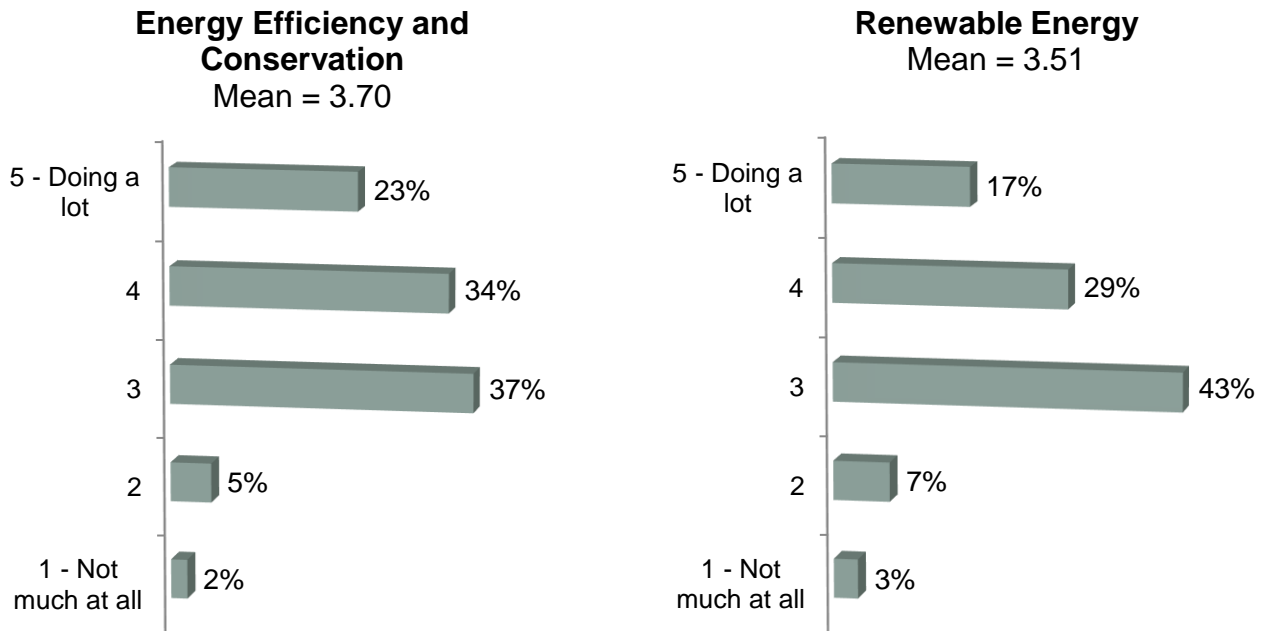 Energy Efficiency and
Conservation
Mean = 3.70
5 - Doing a
lot
23%
4
34%
3
37%
2
5%
1 - Not
much at all
2%
Renewable Energy
Mean = 3.51
5 - Doing a
lot
17%
4
29%
3
43%
2
7%
1 - Not
much at all
3%